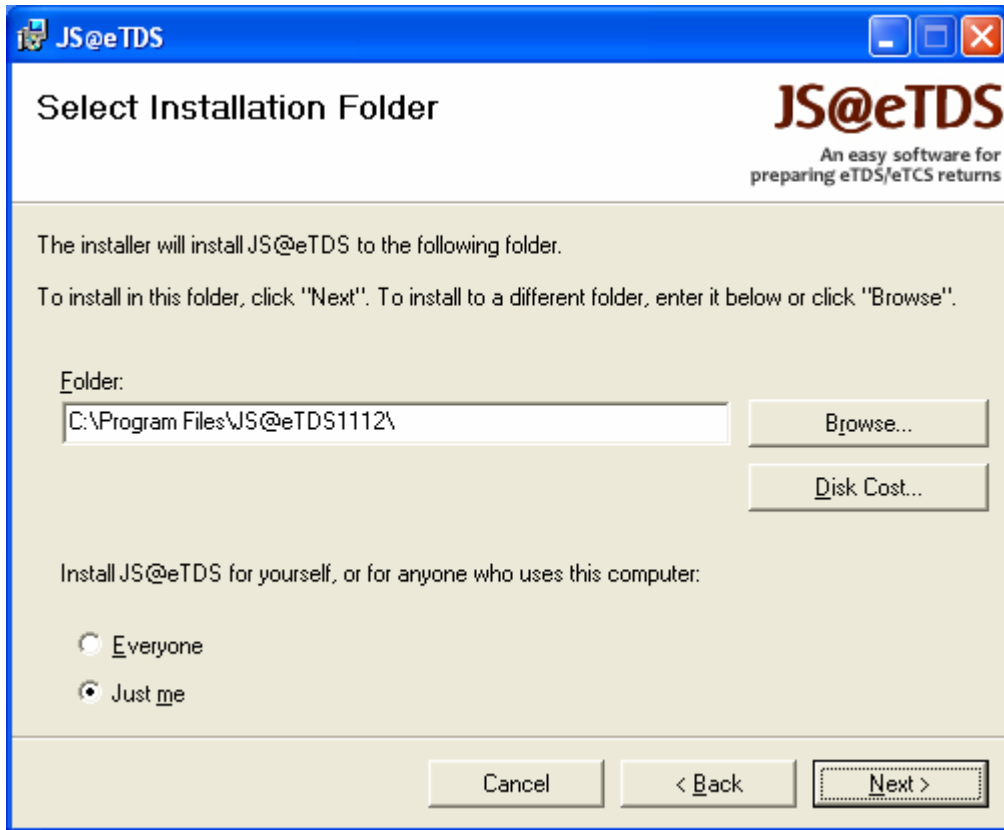 JS@eTDS
Select Installation Folder
JS@eTDS
An easy software for
preparing eTDS/eTCS returns
The installer will install JS@eTDS to the following folder.
To install in this folder, click "Next". To install to a different folder, enter it below or click "Browse".
Folder:
C:\Program Files\JS@eTDS1112\
Browse...
Disk Cost...
Install JS@eTDS for yourself, or for anyone who uses this computer:
Everyone
Just me
Cancel
< Back
Next >